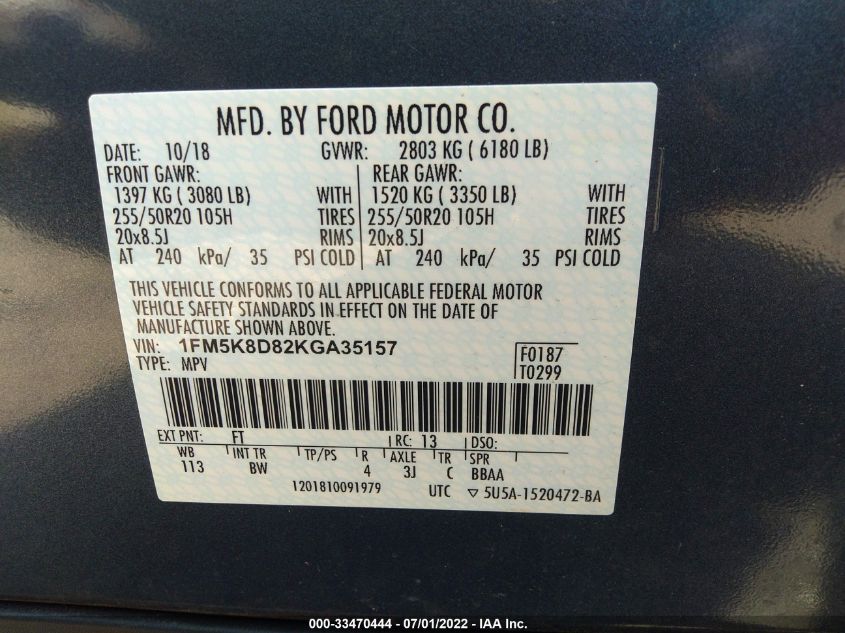 MFD. BY FORD MOTOR CO.
DATE: 10/18 GVWR: 2803 KG ( 6180 LB)
FRONT GAWR: REAR GAWR:
1397 KG ( 3080 LB) WITH 1520 KG ( 3350 LB) WITH
255/50R20 105H TIRES 255/50R20 105H TIRES
20x8.5J RIMS 20x8.5J RIMS
AT 240 kPa/ 35 PSI COLD AT 240 kPa/ 35 PSI COLD
THIS VEHICLE CONFORMS TO ALL APPLICABLE FEDERAL MOTOR
VEHICLE SAFETY STANDARDS IN EFFECT ON THE DATE OF
MANUFACTURE SHOWN ABOVE.
VIN: 1FM5K8D82KGA35157 F0187
TYPE: MPV T0299
EXT PNT: FT RC: 13 DSO:
WB INT TR TP/PS R AXLE TR SPR
113 BW 4 3J C BBAA
1201810091979 UTC ▽ 5U5A-1520472-BA
000-33470444 - 07/01/2022 - IAA Inc.